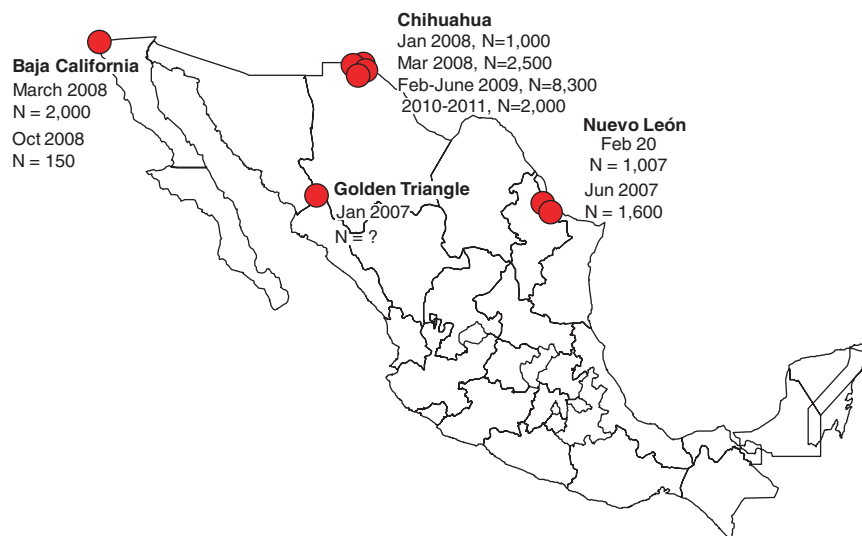 Chihuahua
Jan 2008, N=1,000
Mar 2008, N=2,500
Feb-June 2009, N=8,300
2010-2011, N=2,000
Baja California
March 2008
N = 2,000
Oct 2008
N = 150
Nuevo León
Feb 20
N = 1,007
Jun 2007
N = 1,600
Golden Triangle
Jan 2007
N = ?